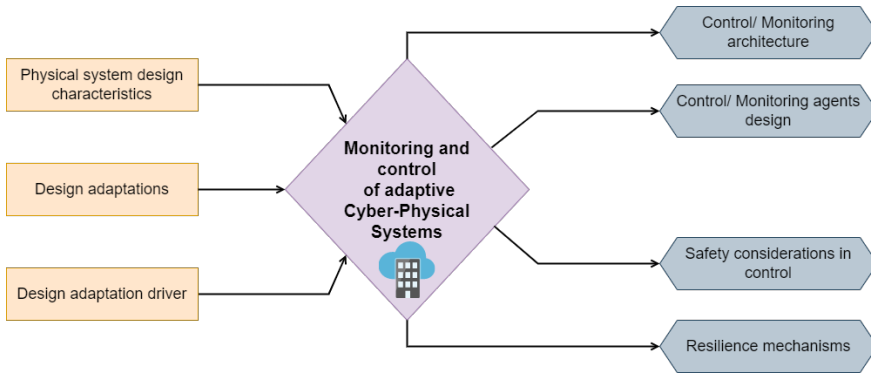 Physical system design
characteristics
Design adaptations
Design adaptation driver
Monitoring and
control
of adaptive
Cyber-Physical
Systems
Control/ Monitoring
architecture
Control/ Monitoring agents
design
Safety considerations in
control
Resilience mechanisms